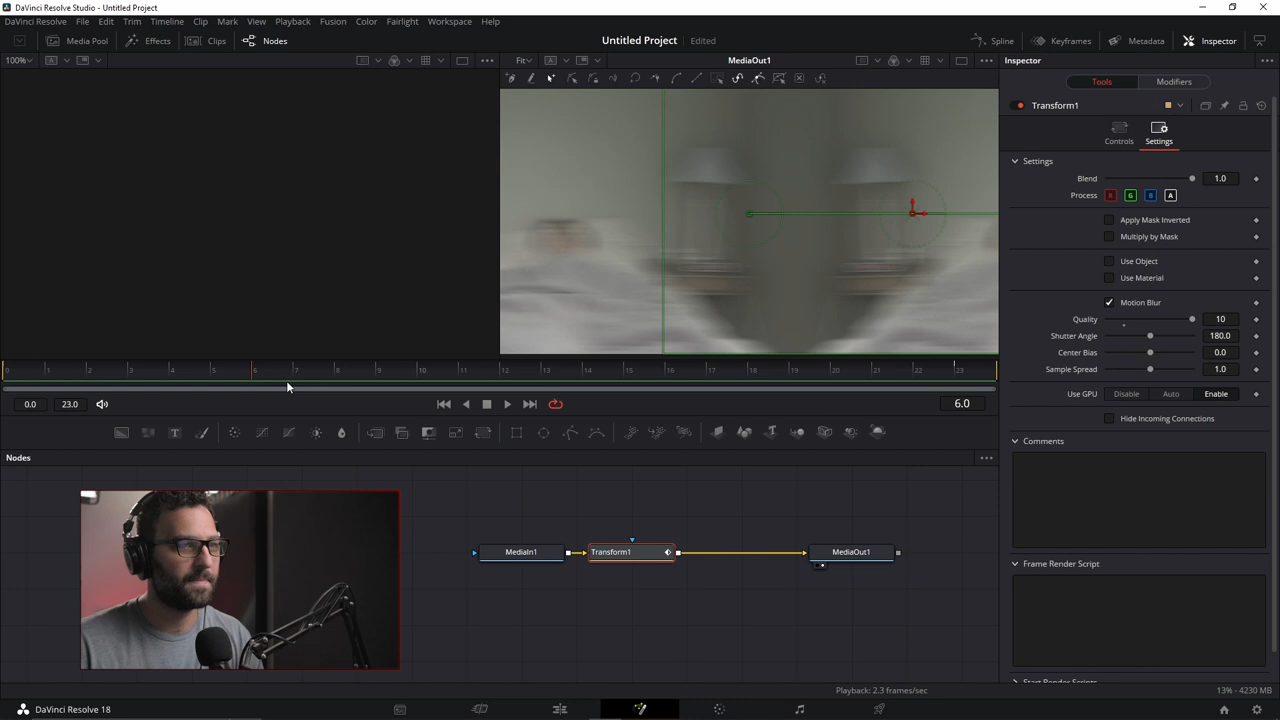 DaVinci Resolve Studio - Untitled Project
DaVinci Resolve File Edit Trim Timeline Clip Mark View Playback Fusion Color Fairlight Workspace Help
Media Pool Effects Clips Nodes Untitled Project Edited Spline Keyframes Metadata Inspector
100% Fit MediaOut1 Inspector
Tools Modifiers
Transform1
Controls Settings
Settings
Blend 1.0
Process R G B A
Apply Mask Inverted
Multiply by Mask
Use Object
Use Material
Motion Blur
Quality 10
Shutter Angle 180.0
Center Bias 0.0
Sample Spread 1.0
Use GPU Disable Auto Enable
Hide Incoming Connections
Comments
Frame Render Script
Start Render Scripts
0 1 2 3 4 5 6 7 8 9 10 11 12 13 14 15 16 17 18 19 20 21 22 23
0.0 23.0 6.0
Nodes
MediaIn1 Transform1 MediaOut1
Playback: 2.3 frames/sec 13% - 4230 MB
DaVinci Resolve 18